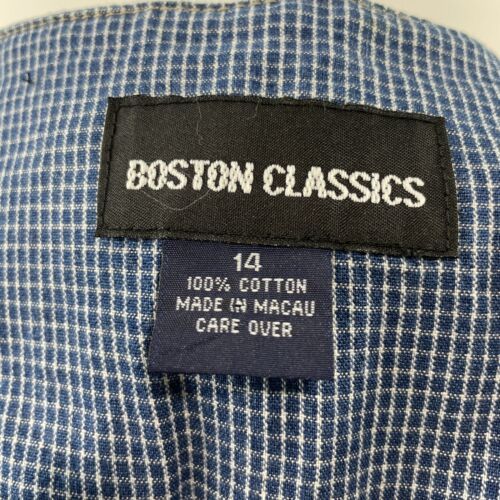 BOSTON CLASSICS
14
100% COTTON
MADE IN MACAU
CARE OVER